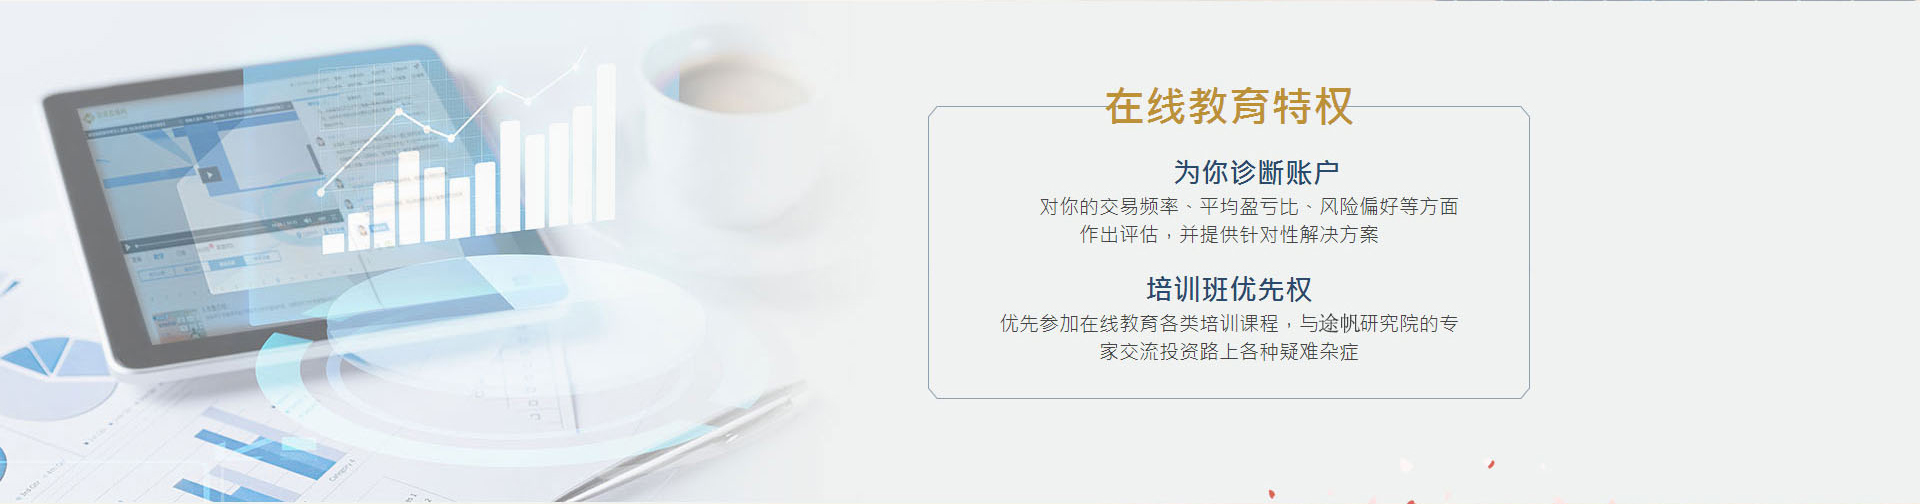 在线教育特权
为你诊断账户
对你的交易频率、平均盈亏比、风险偏好等方面
作出评估，并提供针对性解决方案
培训班优先权
优先参加在线教育各类培训课程，与途帆研究院的专
家交流投资路上各种疑难杂症